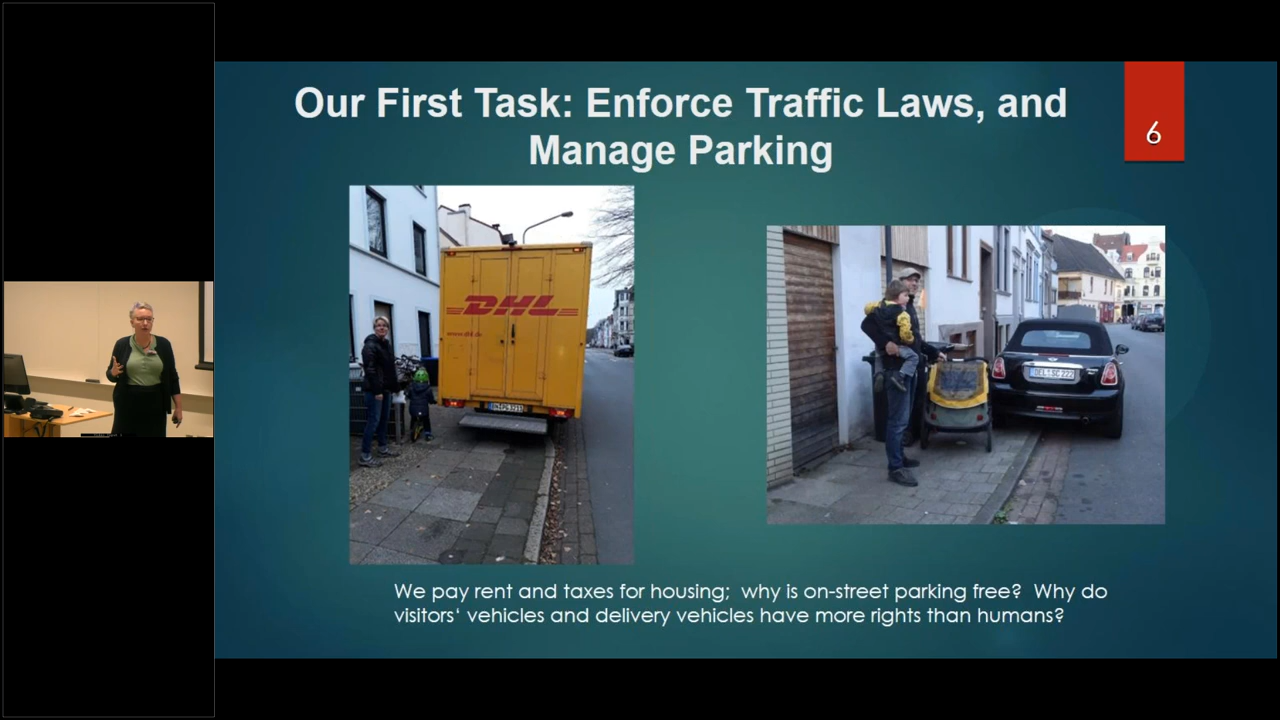 Our First Task: Enforce Traffic Laws, and
Manage Parking
6
DHL
We pay rent and taxes for housing;  why is on-street parking free?  Why do
visitors‘ vehicles and delivery vehicles have more rights than humans?